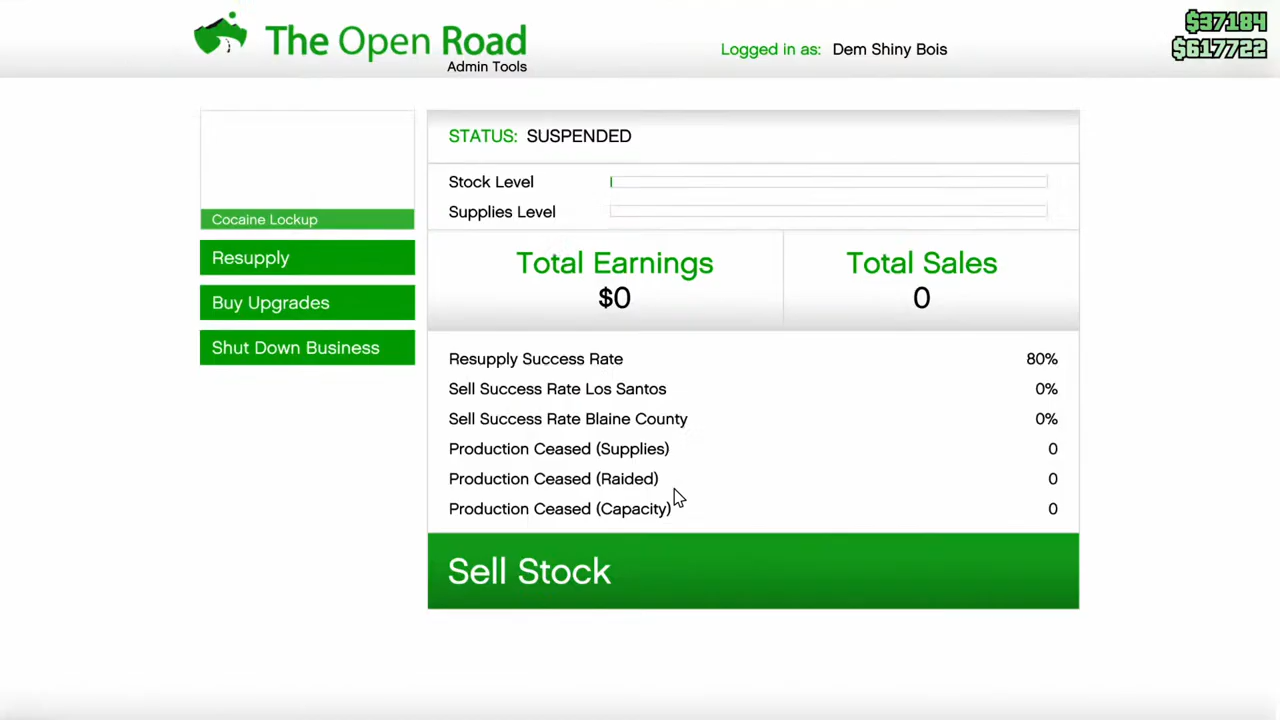 The Open Road
Admin Tools
Logged in as: Dem Shiny Bois
$37184
$617722
Cocaine Lockup
Resupply
Buy Upgrades
Shut Down Business
STATUS: SUSPENDED
Stock Level
Supplies Level
Total Earnings
$0
Total Sales
0
Resupply Success Rate 80%
Sell Success Rate Los Santos 0%
Sell Success Rate Blaine County 0%
Production Ceased (Supplies) 0
Production Ceased (Raided) 0
Production Ceased (Capacity) 0
Sell Stock